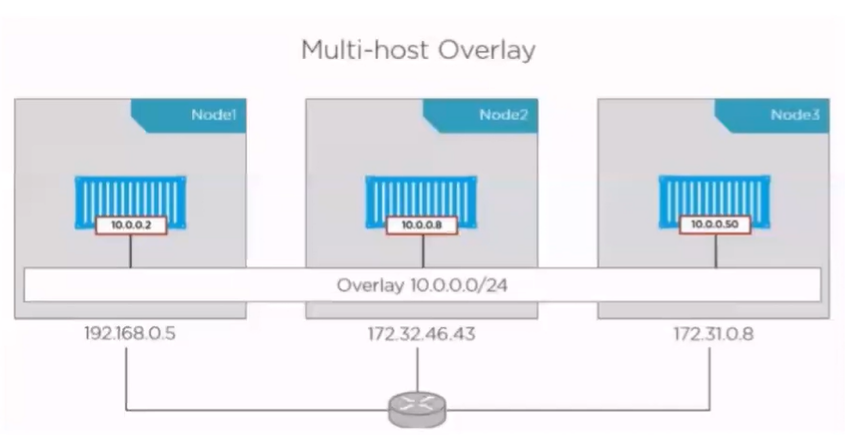 Multi-host Overlay
Node1
Node2
Node3
10.0.0.2
10.0.0.8
10.0.0.50
Overlay 10.0.0.0/24
192.168.0.5
172.32.46.43
172.31.0.8